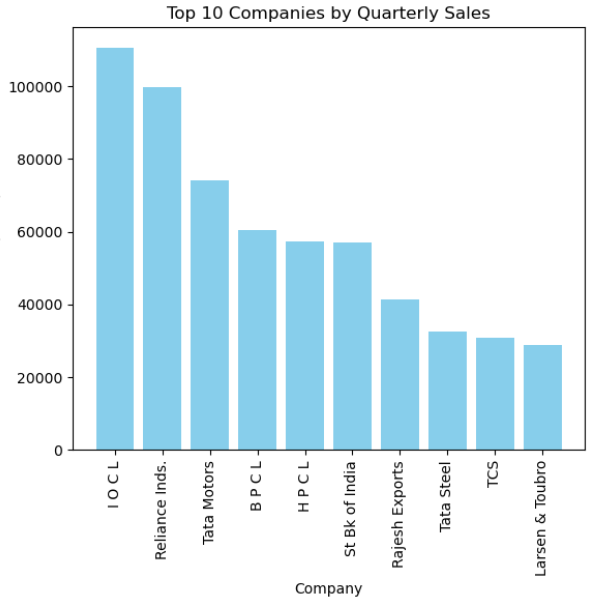 Top 10 Companies by Quarterly Sales
100000
80000
60000
40000
20000
0
I O C L
Reliance Inds.
Tata Motors
B P C L
H P C L
St Bk of India
Rajesh Exports
Tata Steel
TCS
Larsen & Toubro
Company